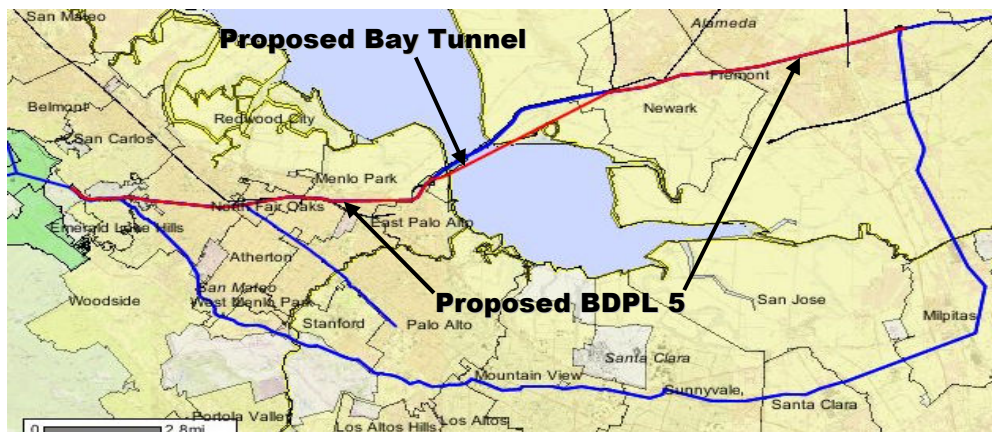 San Mateo
Alameda
Proposed Bay Tunnel
Fremont
Belmont
Newark
Redwood City
San Carlos
Menlo Park
North Fair Oaks
East Palo Alto
Emerald Lake Hills
Atherton
San Mateo
West Menlo Park
Woodside
Proposed BDPL 5
San Jose
Milpitas
Stanford
Palo Alto
Santa Clara
Mountain View
Sunnyvale
Santa Clara
Portola Valley
Los Altos
Los Altos Hills
0 2.8mi